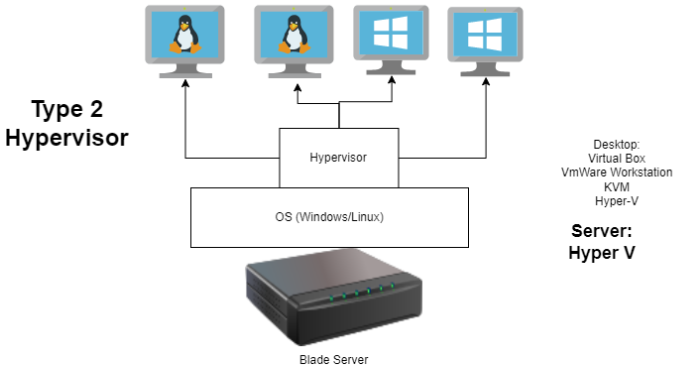 Type 2
Hypervisor
Hypervisor
OS (Windows/Linux)
Blade Server
Desktop:
Virtual Box
VmWare Workstation
KVM
Hyper-V
Server:
Hyper V